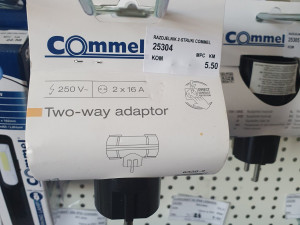 Commel
RAZDJELNIK 2 STRUKI COMMEL
25304
KOM
MPC KM
5.50
250 V~
2 x 16 A
Two-way adaptor
Commel